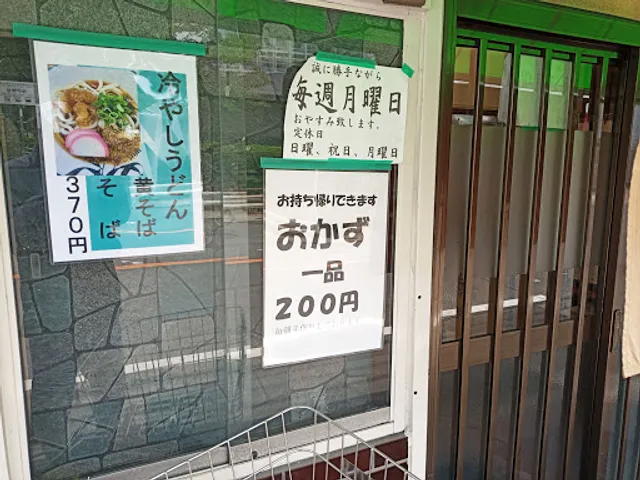 冷やしうどん
黄そば
そば
370円
誠に勝手ながら
毎週月曜日
おやすみ致します。
定休日
日曜、祝日、月曜日
お持ち帰りできます
おかず
一品
200円